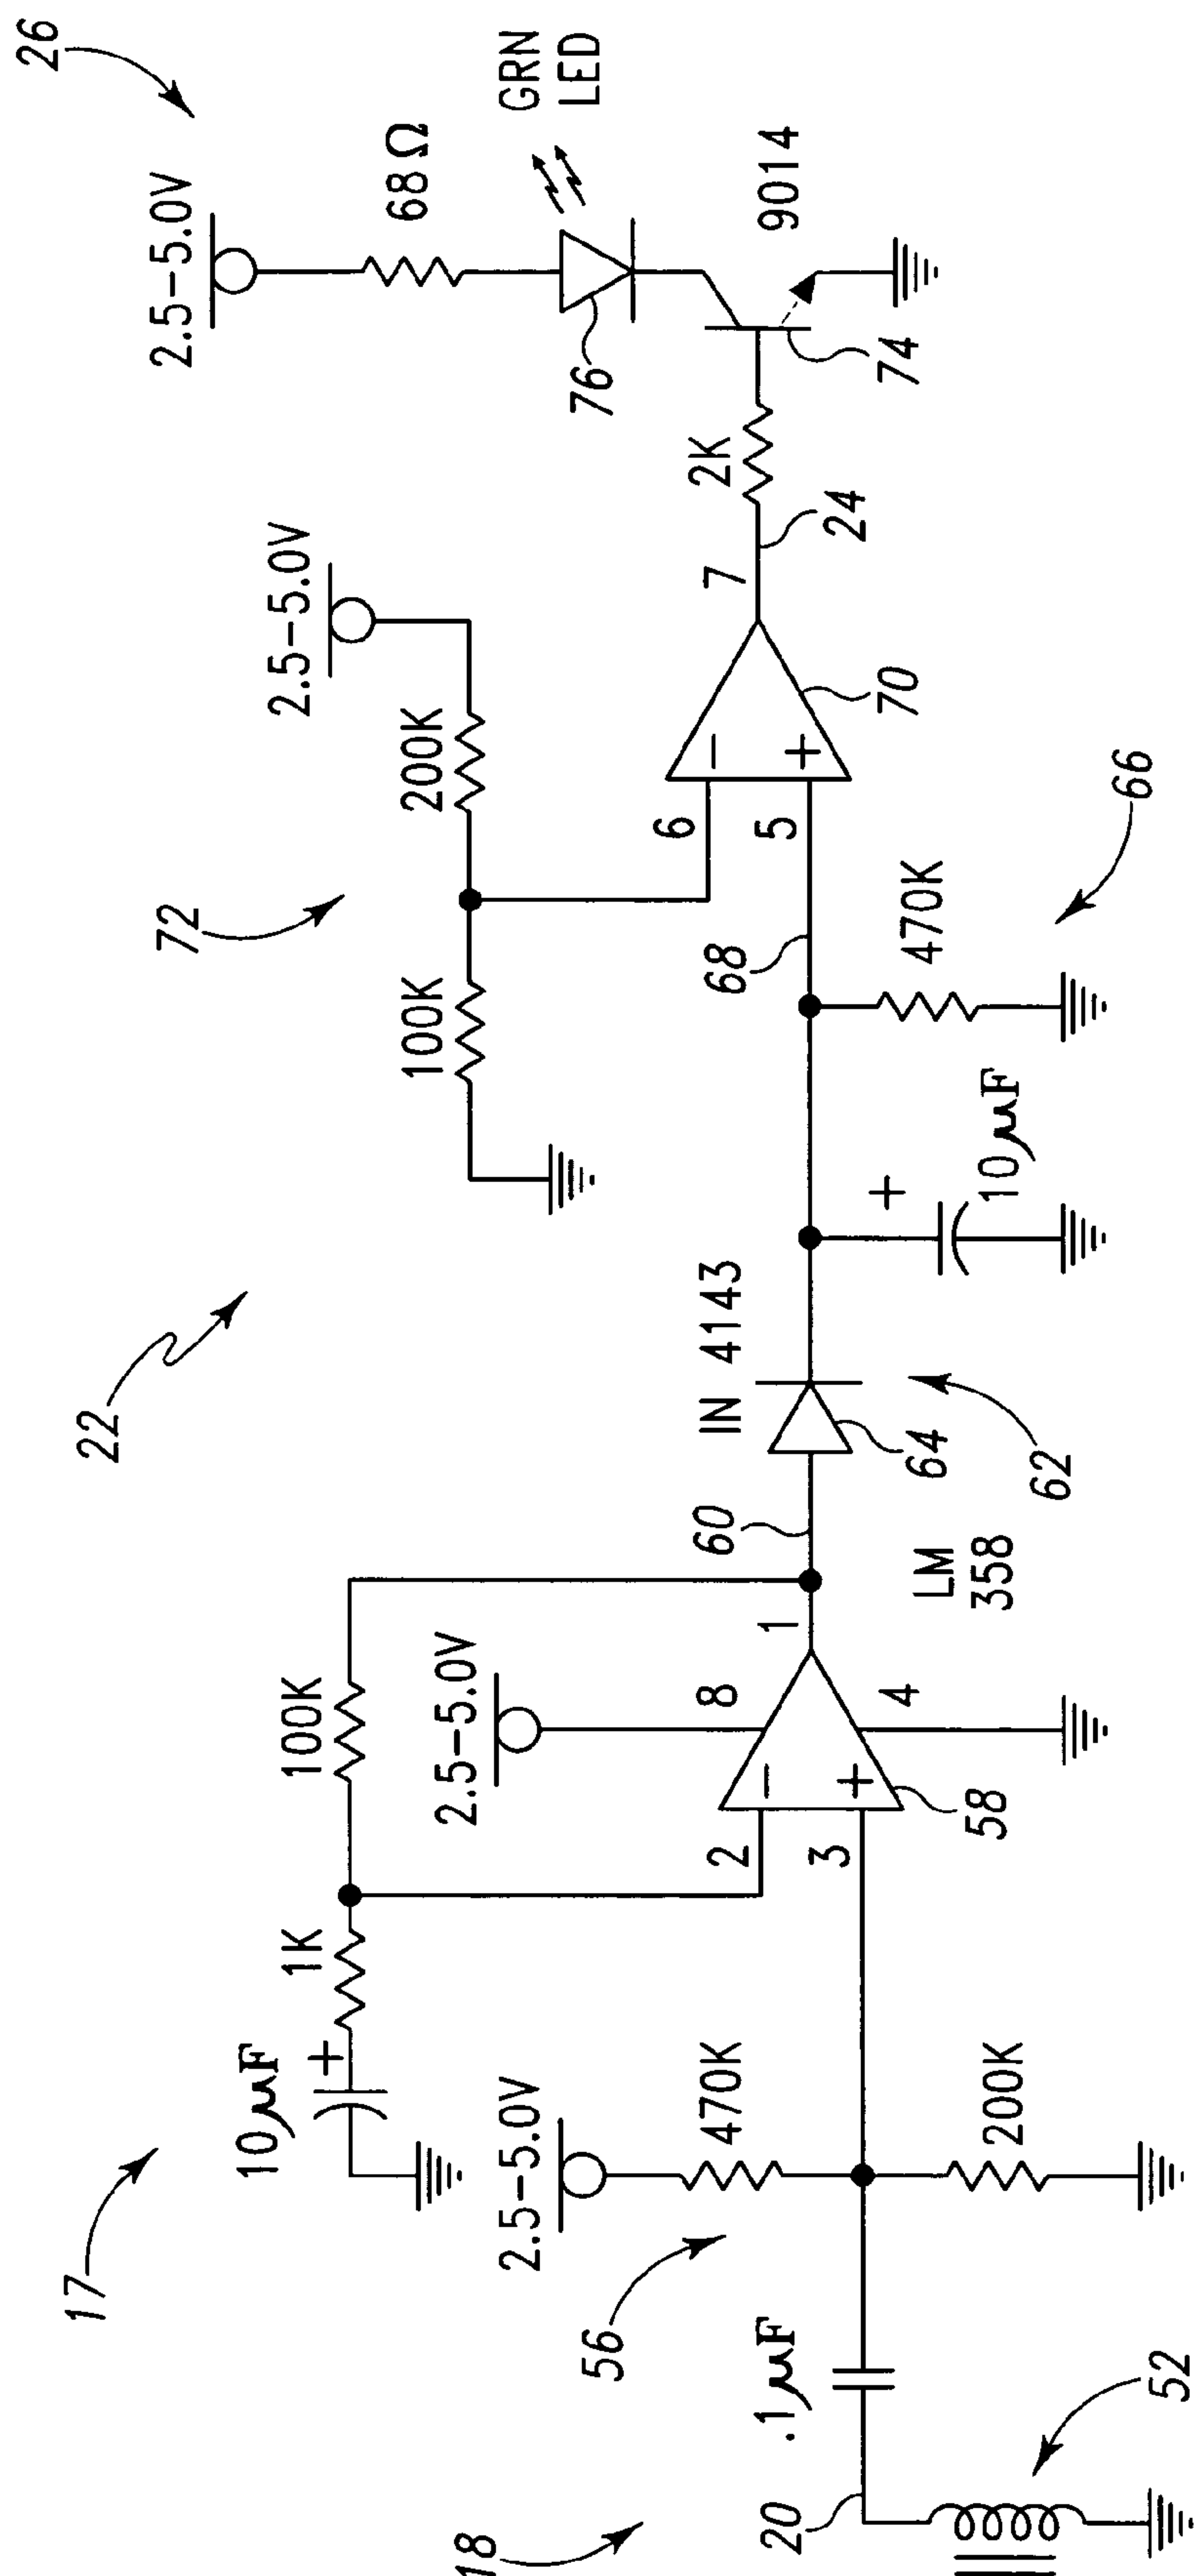 26
2.5-5.0V
68Ω
GRN
LED
76
9014
74
2K
24
7
2.5-5.0V
200K
72
100K
6
5
70
68
470K
66
22
10μF
+
IN 4143
64
62
60
LM
358
17
100K
1K
10μF
+
2.5-5.0V
8
1
4
2
3
58
2.5-5.0V
470K
200K
56
.1μF
20
18
52